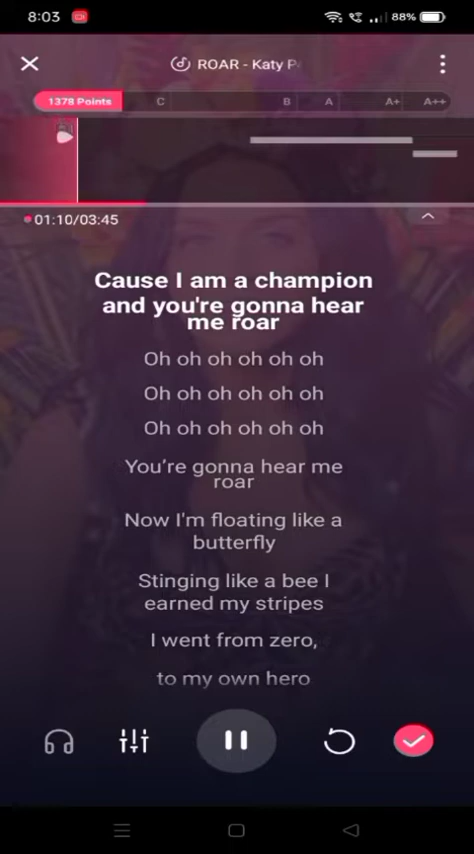 8:03
88%
ROAR - Katy P
1378 Points
C
B
A
A+
A++
01:10/03:45
Cause I am a champion
and you're gonna hear
me roar
Oh oh oh oh oh oh
Oh oh oh oh oh oh
Oh oh oh oh oh oh
You're gonna hear me
roar
Now I'm floating like a
butterfly
Stinging like a bee I
earned my stripes
I went from zero,
to my own hero